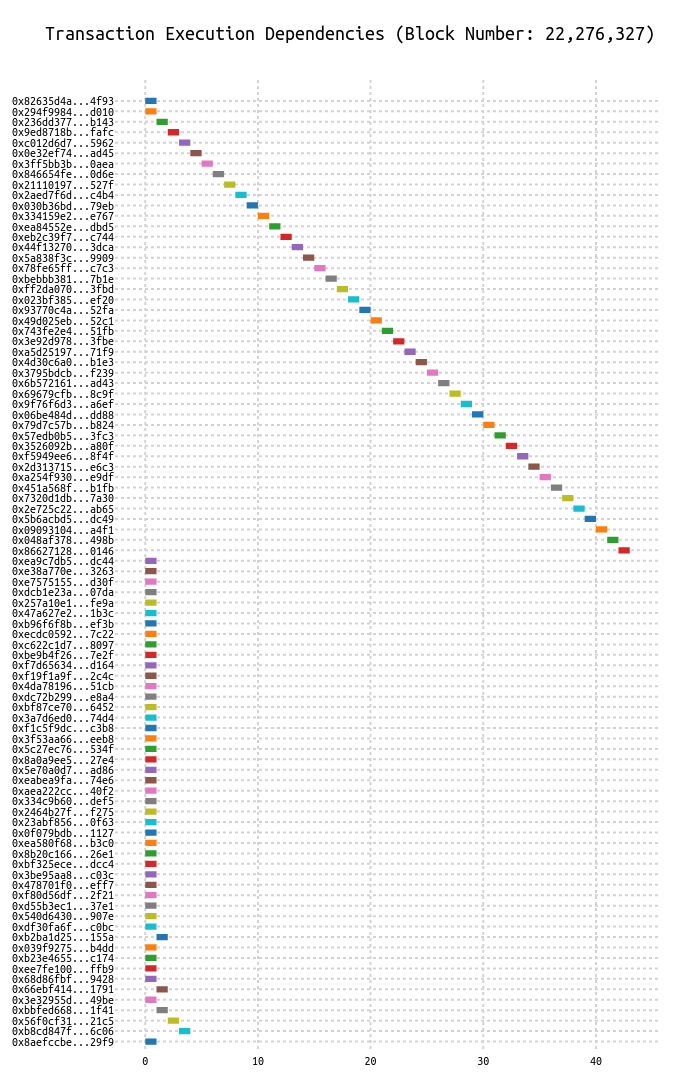 Transaction Execution Dependencies (Block Number: 22,276,327)
0x82635d4a...4f93
0x294f9984...d010
0x236dd377...b143
0x9ed8718b...fafc
0xc012d6d7...5962
0x0e32ef74...ad45
0x3ff5bb3b...0aea
0x846654fe...0d6e
0x21110197...527f
0x2aed7f6d...c4b4
0x030b36bd...79eb
0x334159e2...e767
0xea84552e...dbd5
0xeb2c39f7...c744
0x44f13270...3dca
0x5a838f3c...9909
0x78fe65ff...c7c3
0xbebbb381...7b1e
0xff2da070...3fbd
0x023bf385...ef20
0x93770c4a...52fa
0x49d025eb...52c1
0x743fe2e4...51fb
0x3e92d978...3fbe
0xa5d25197...71f9
0x4d30c6a0...b1e3
0x3795bdcb...f239
0x6b572161...ad43
0x69679cfb...8c9f
0x9f76f6d3...a6ef
0x06be484d...dd88
0x79d7c57b...b824
0x57edb0b5...3fc3
0x3526092b...a80f
0xf5949ee6...8f4f
0x2d313715...e6c3
0xa254f930...e9df
0x451a568f...b1fb
0x7320d1db...7a30
0x2e725c22...ab65
0x5b6acbd5...dc49
0x09093104...a4f1
0x048af378...498b
0x86627128...0146
0xea9c7db5...dc44
0xe38a770e...3263
0xe7575155...d30f
0xdcb1e23a...07da
0x257a10e1...fe9a
0x47a627e2...1b3c
0xb96f6f8b...ef3b
0xecdc0592...7c22
0xc622c1d7...8097
0xbe9b4f26...7e2f
0xf7d65634...d164
0xf19f1a9f...2c4c
0x4da78196...51cb
0xdc72b299...e8a4
0xbf87ce70...6452
0x3a7d6ed0...74d4
0xf1c5f9dc...c3b8
0x3f53aa66...eeb8
0x5c27ec76...534f
0x8a0a9ee5...27e4
0x5e70a0d7...ad86
0xeabea9fa...74e6
0xaea222cc...40f2
0x334c9b60...def5
0x2464b27f...f275
0x23abf856...0f63
0x0f079bdb...1127
0xea580f68...b3c0
0x8b20c166...26e1
0xbf325ece...dcc4
0x3be95aa8...c03c
0x478701f0...eff7
0xf80d56df...2f21
0xd55b3ec1...37e1
0x540d6430...907e
0xdf30fa6f...c0bc
0xb2ba1d25...155a
0x039f9275...b4dd
0xb23e4655...c174
0xee7fe100...ffb9
0x68d86fbf...9428
0x66ebf414...1791
0x3e32955d...49be
0xbbfed668...1f41
0x56f0cf31...21c5
0xb8cd847f...6c06
0x8aefccbe...29f9
0 10 20 30 40